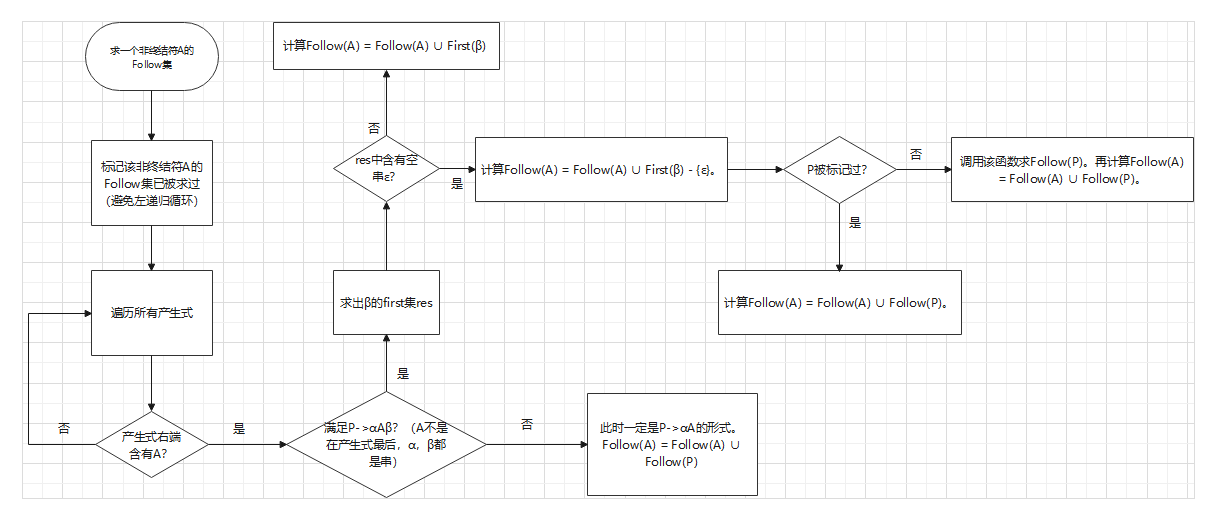 求一个非终结符A的
Follow集
标记该非终结符A的
Follow集已被求过
（避免左递归循环）
遍历所有产生式
产生式右端
含有A?
否
是
满足P->αAβ? （A不是
在产生式最后，α，β都
是串）
是
否
求出β的first集res
res中含有空
串ε?
否
是
计算Follow(A) = Follow(A) ∪ First(β)
计算Follow(A) = Follow(A) ∪ First(β) - {ε}。
P被标记过?
否
是
调用该函数求Follow(P)。再计算Follow(A)
= Follow(A) ∪ Follow(P)。
计算Follow(A) = Follow(A) ∪ Follow(P)。
此时一定是P->αA的形式。
Follow(A) = Follow(A) ∪
Follow(P)